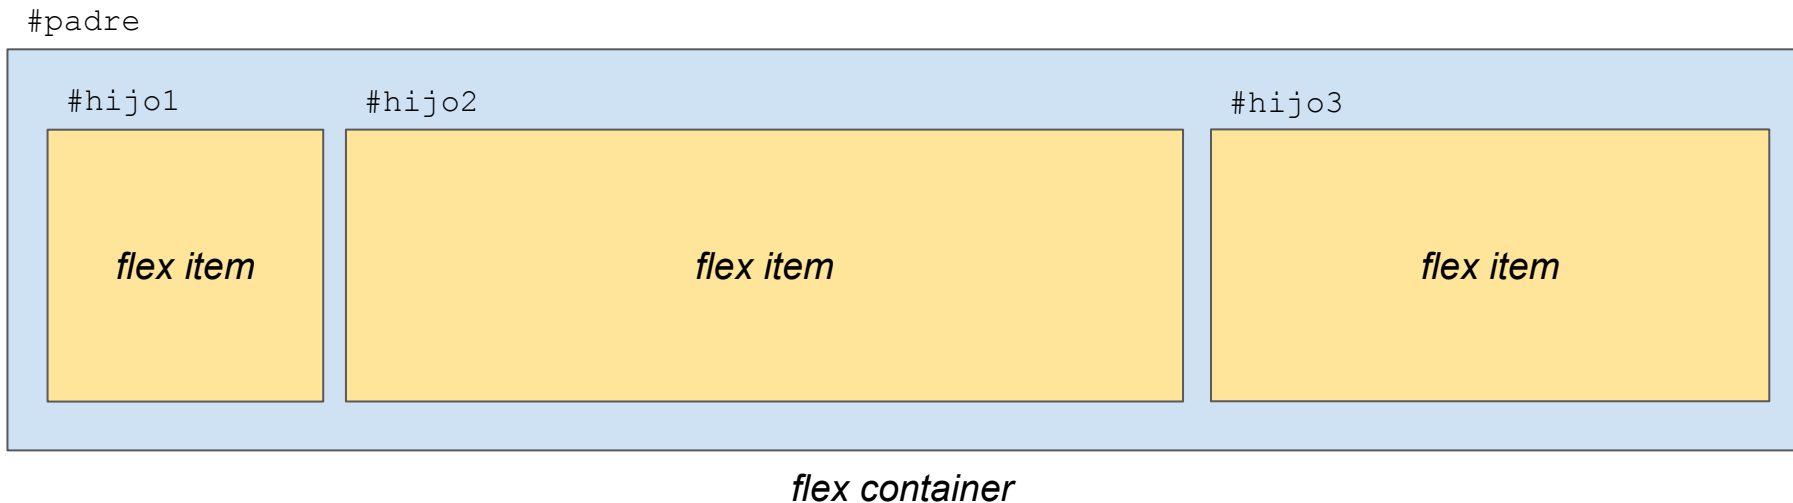 #padre
#hijo1 #hijo2 #hijo3
flex item flex item flex item
flex container